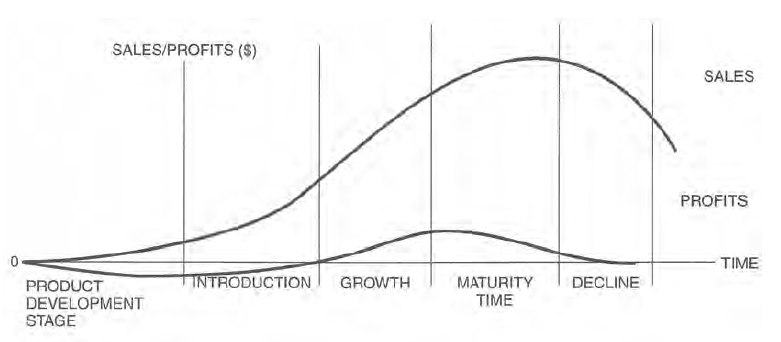 SALES/PROFITS ($)
SALES
PROFITS
0
TIME
PRODUCT
DEVELOPMENT
STAGE
INTRODUCTION
GROWTH
MATURITY
TIME
DECLINE